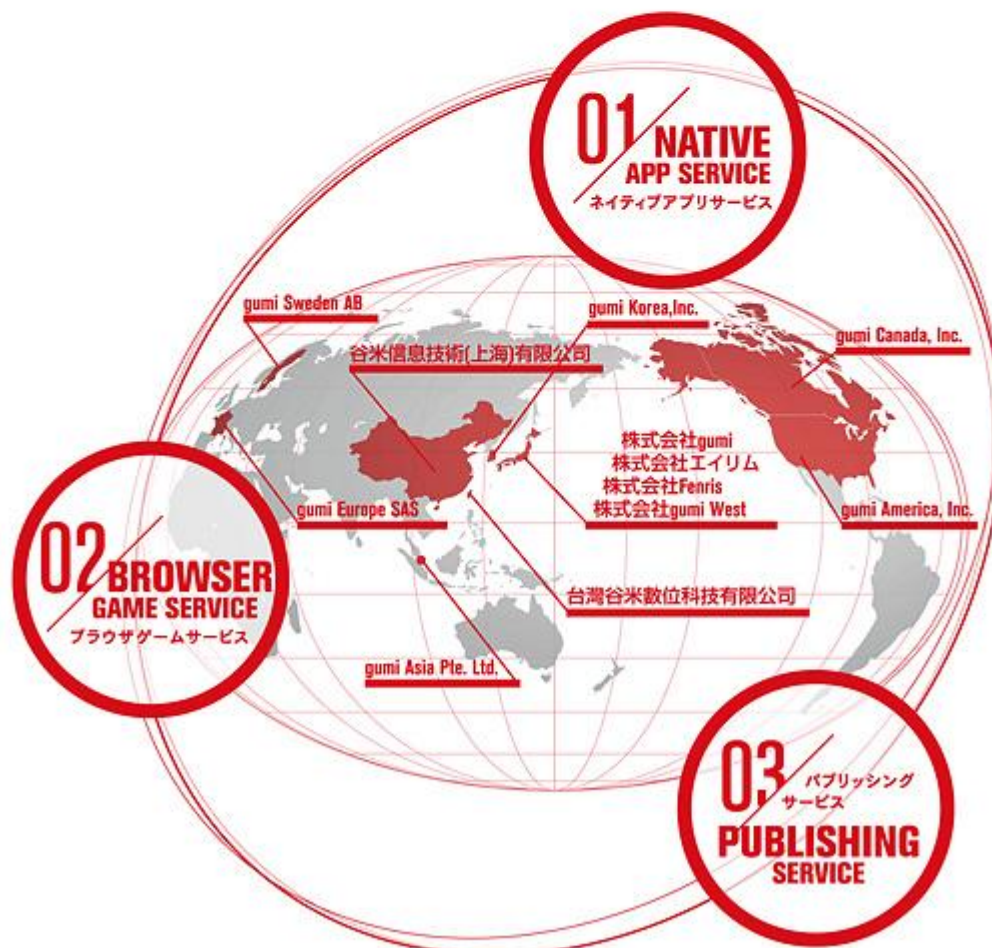 01 NATIVE
APP SERVICE
ネイティブアプリサービス
gumi Sweden AB
gumi Korea,Inc.
gumi Canada, Inc.
谷米信息技術(上海)有限公司
株式会社gumi
株式会社エイリム
株式会社Fenris
株式会社gumi West
gumi Europe SAS
gumi America, Inc.
02 BROWSER
GAME SERVICE
ブラウザゲームサービス
台灣谷米數位科技有限公司
gumi Asia Pte. Ltd.
03 パブリッシング
サービス
PUBLISHING
SERVICE